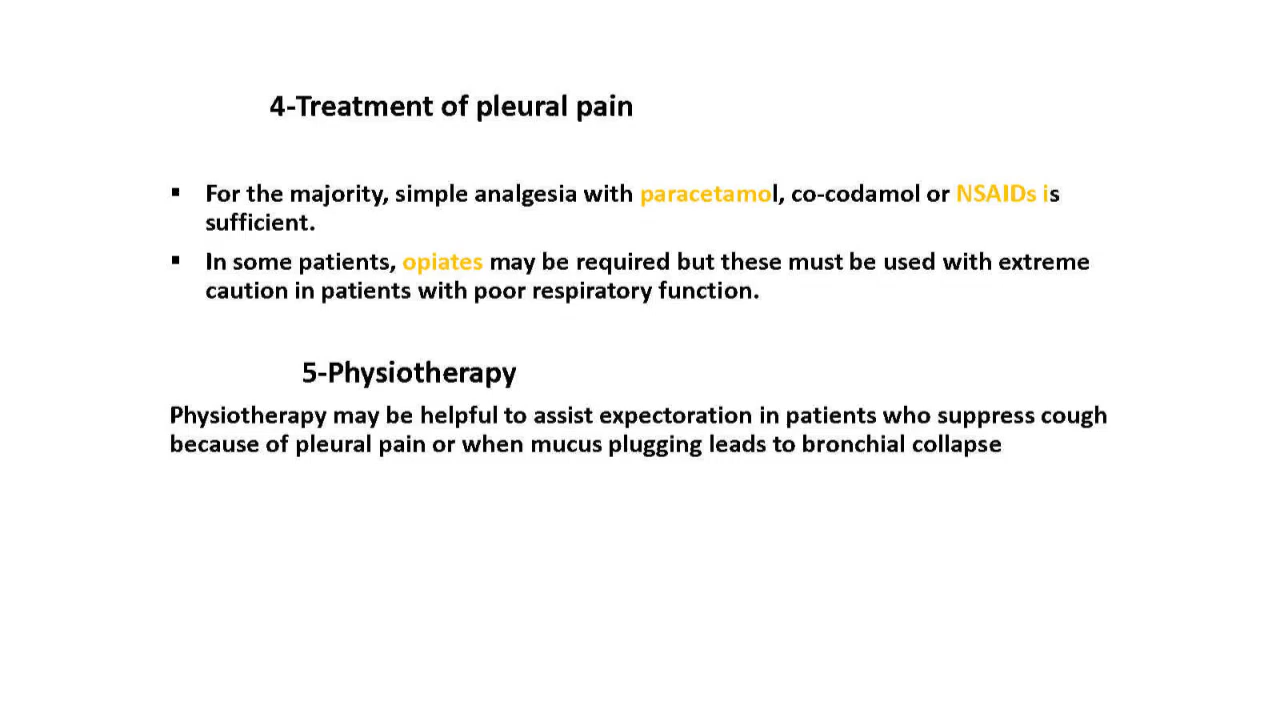 4-Treatment of pleural pain
▪ For the majority, simple analgesia with paracetamol, co-codamol or NSAIDs is
sufficient.
▪ In some patients, opiates may be required but these must be used with extreme
caution in patients with poor respiratory function.
5-Physiotherapy
Physiotherapy may be helpful to assist expectoration in patients who suppress cough
because of pleural pain or when mucus plugging leads to bronchial collapse